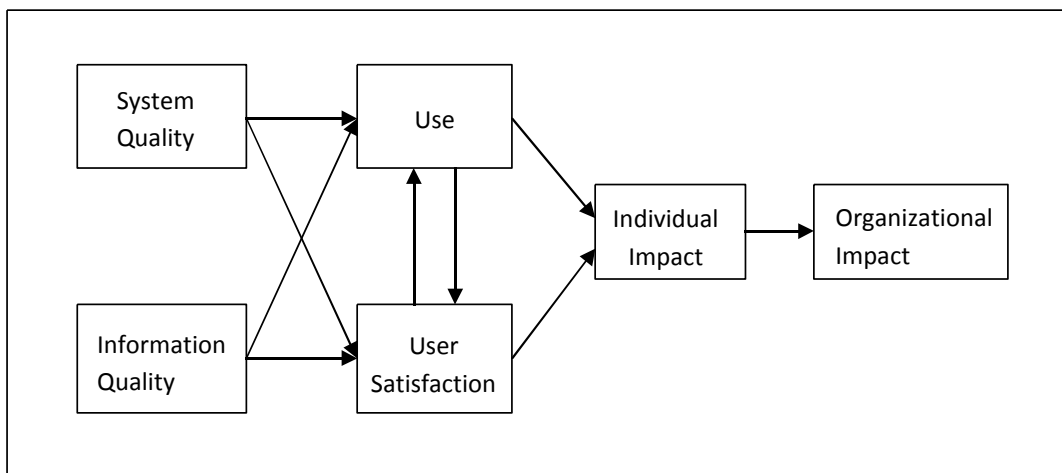 System
Quality
Use
Individual
Impact
Organizational
Impact
Information
Quality
User
Satisfaction